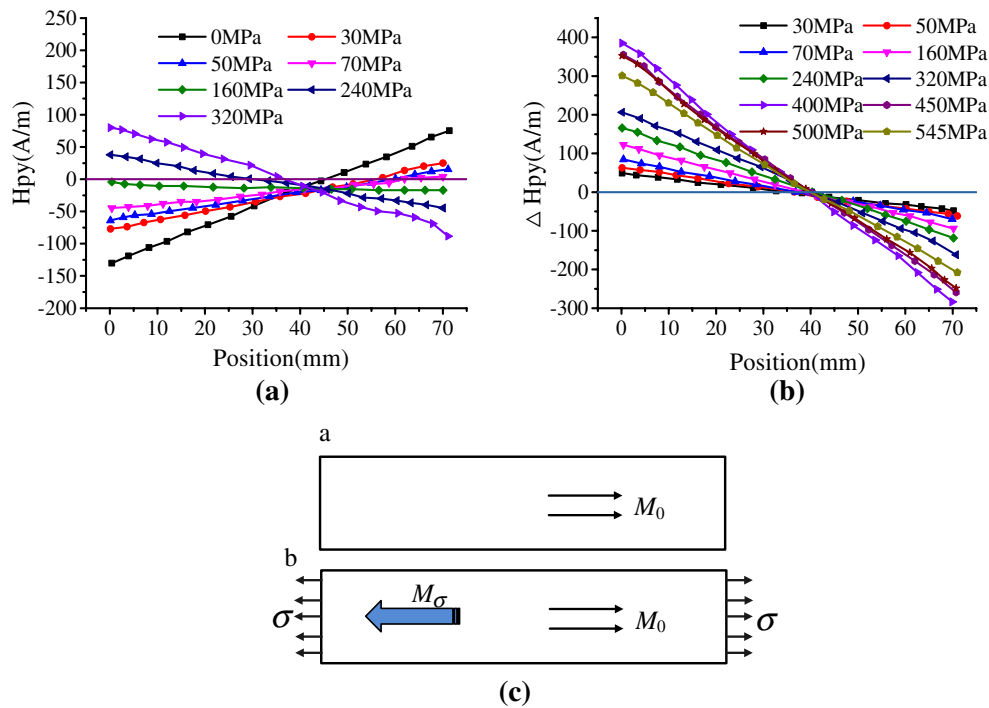 250
200
150
100
50
0
-50
-100
-150
-200
Hpy(A/m)
0MPa 30MPa
50MPa 70MPa
160MPa 240MPa
320MPa
0 10 20 30 40 50 60 70
Position(mm)
(a)
400
300
200
100
0
-100
-200
-300
△ Hpy(A/m)
30MPa 50MPa
70MPa 160MPa
240MPa 320MPa
400MPa 450MPa
500MPa 545MPa
0 10 20 30 40 50 60 70
Position(mm)
(b)
a
M0
b
σ Mσ M0 σ
(c)